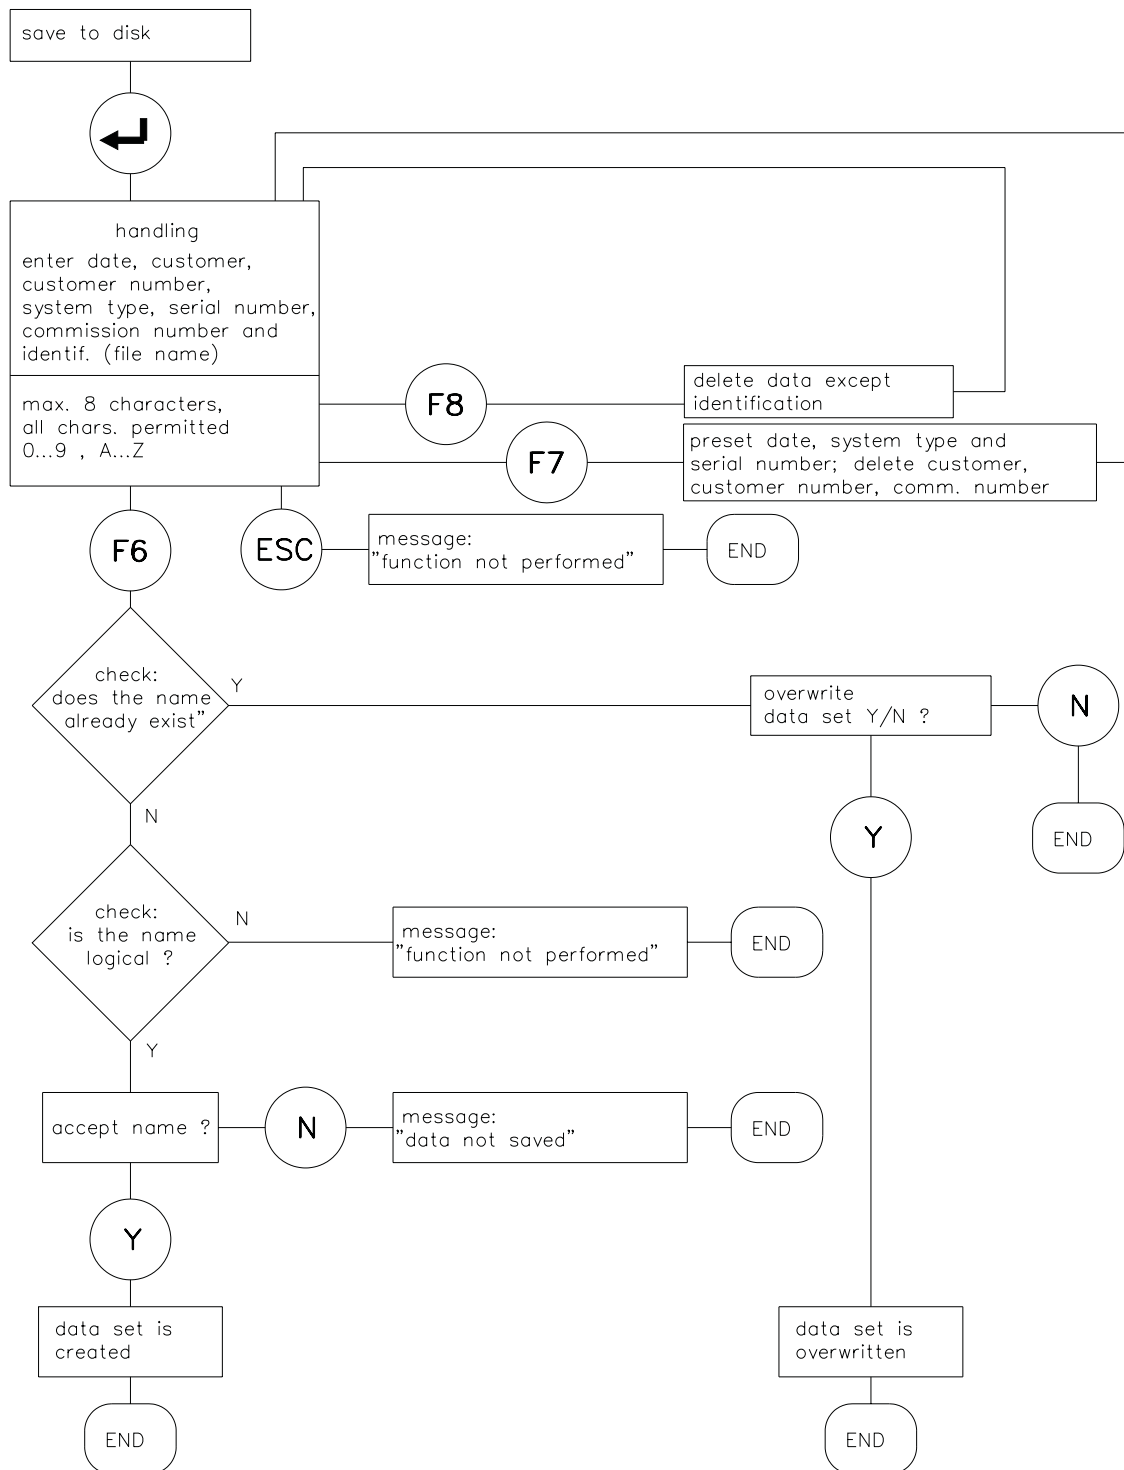 save to disk
handling
enter date, customer,
customer number,
system type, serial number,
commission number and
identif. (file name)
max. 8 characters,
all chars. permitted
0...9 , A...Z
F8
delete data except
identification
F7
preset date, system type and
serial number; delete customer,
customer number, comm. number
F6
ESC
message:
"function not performed"
END
check:
does the name
already exist"
Y
overwrite
data set Y/N ?
N
N
Y
END
check:
is the name
logical ?
N
message:
"function not performed"
END
Y
accept name ?
N
message:
"data not saved"
END
Y
data set is
created
data set is
overwritten
END
END